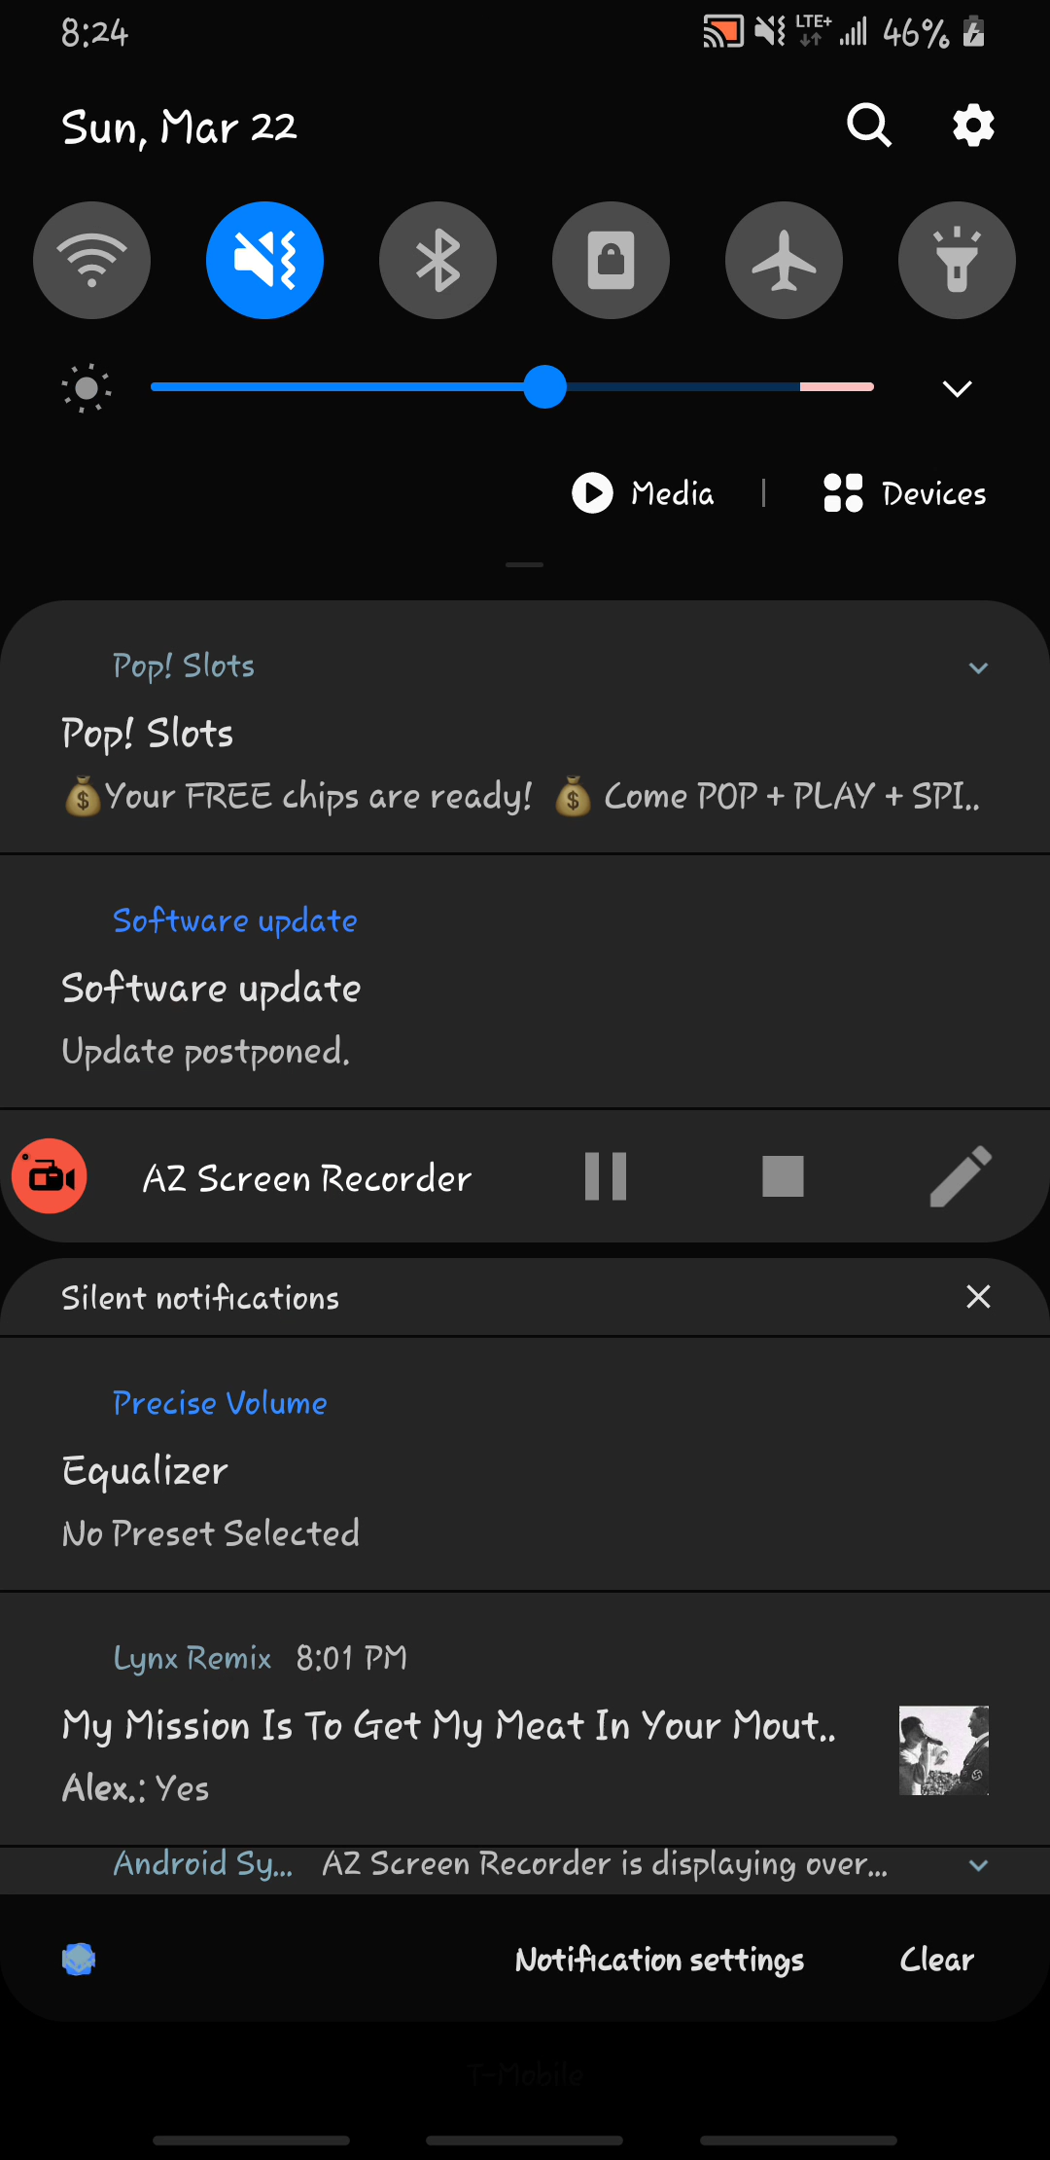 8:24
LTE+
46%
Sun, Mar 22
Media | Devices
Pop! Slots
Pop! Slots
💰Your FREE chips are ready! 💰 Come POP + PLAY + SPI..
Software update
Software update
Update postponed.
AZ Screen Recorder
Silent notifications
Precise Volume
Equalizer
No Preset Selected
Lynx Remix 8:01 PM
My Mission Is To Get My Meat In Your Mout..
Alex.: Yes
Android Sy... AZ Screen Recorder is displaying over...
Notification settings Clear
T-Mobile